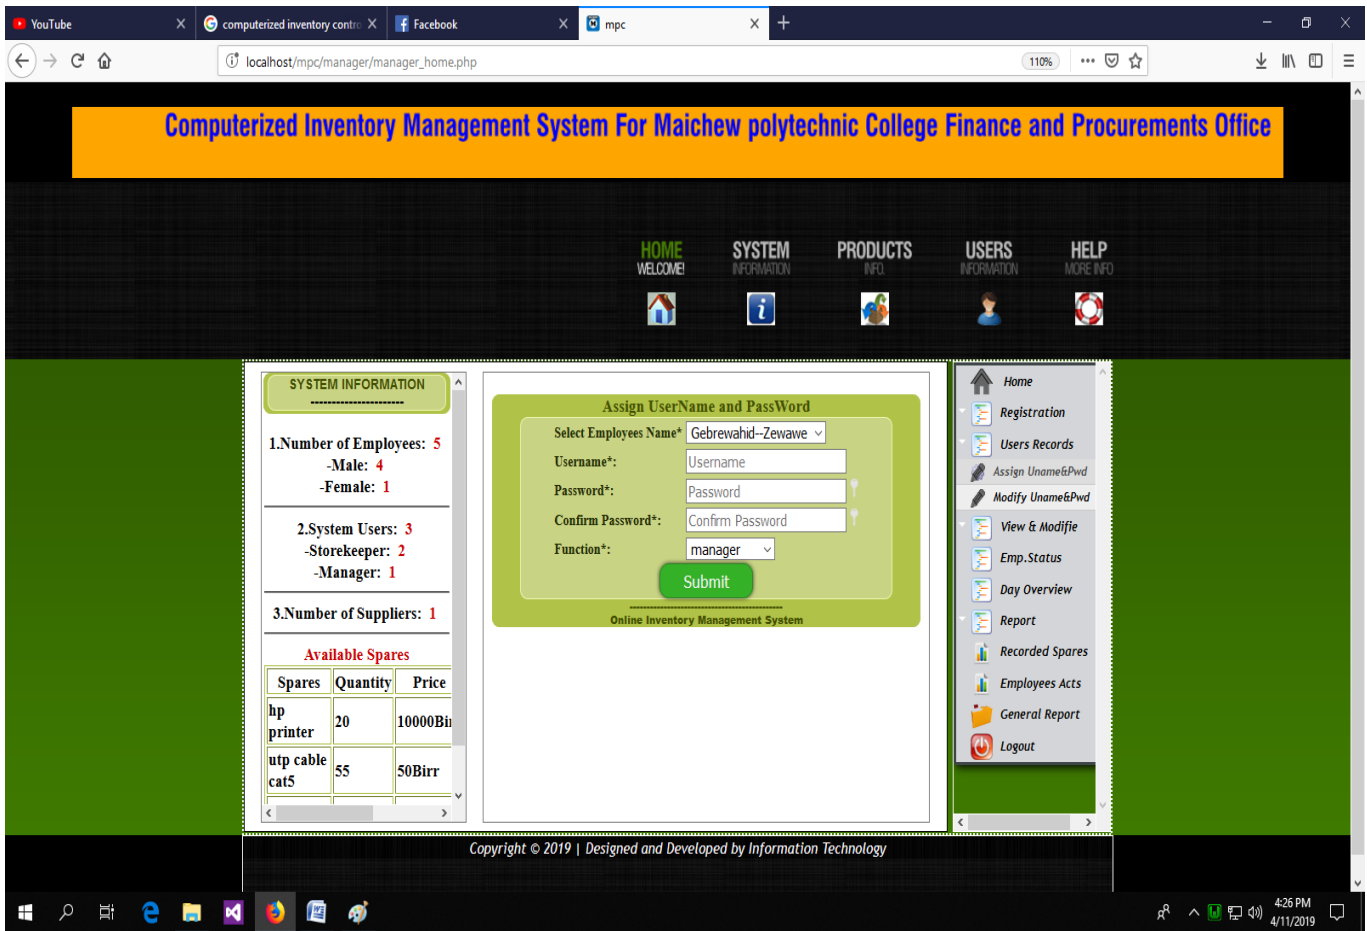 YouTube
computerized inventory contro
Facebook
mpc
localhost/mpc/manager/manager_home.php
110%
Computerized Inventory Management System For Maichew polytechnic College Finance and Procurements Office
HOME SYSTEM PRODUCTS USERS HELP
WELCOME! INFORMATION INFO. INFORMATION MORE INFO
SYSTEM INFORMATION
----------------------
1.Number of Employees: 5
-Male: 4
-Female: 1
2.System Users: 3
-Storekeeper: 2
-Manager: 1
3.Number of Suppliers: 1
Available Spares
Spares Quantity Price
hp printer 20 10000Bir
utp cable cat5 55 50Birr
Assign UserName and PassWord
Select Employees Name* Gebrewahid--Zewawe
Username*: Username
Password*: Password
Confirm Password*: Confirm Password
Function*: manager
Submit
---------------------------------------------
Online Inventory Management System
Home
Registration
Users Records
Assign Uname&Pwd
Modify Uname&Pwd
View & Modifie
Emp.Status
Day Overview
Report
Recorded Spares
Employees Acts
General Report
Logout
Copyright © 2019 | Designed and Developed by Information Technology
4:26 PM
4/11/2019